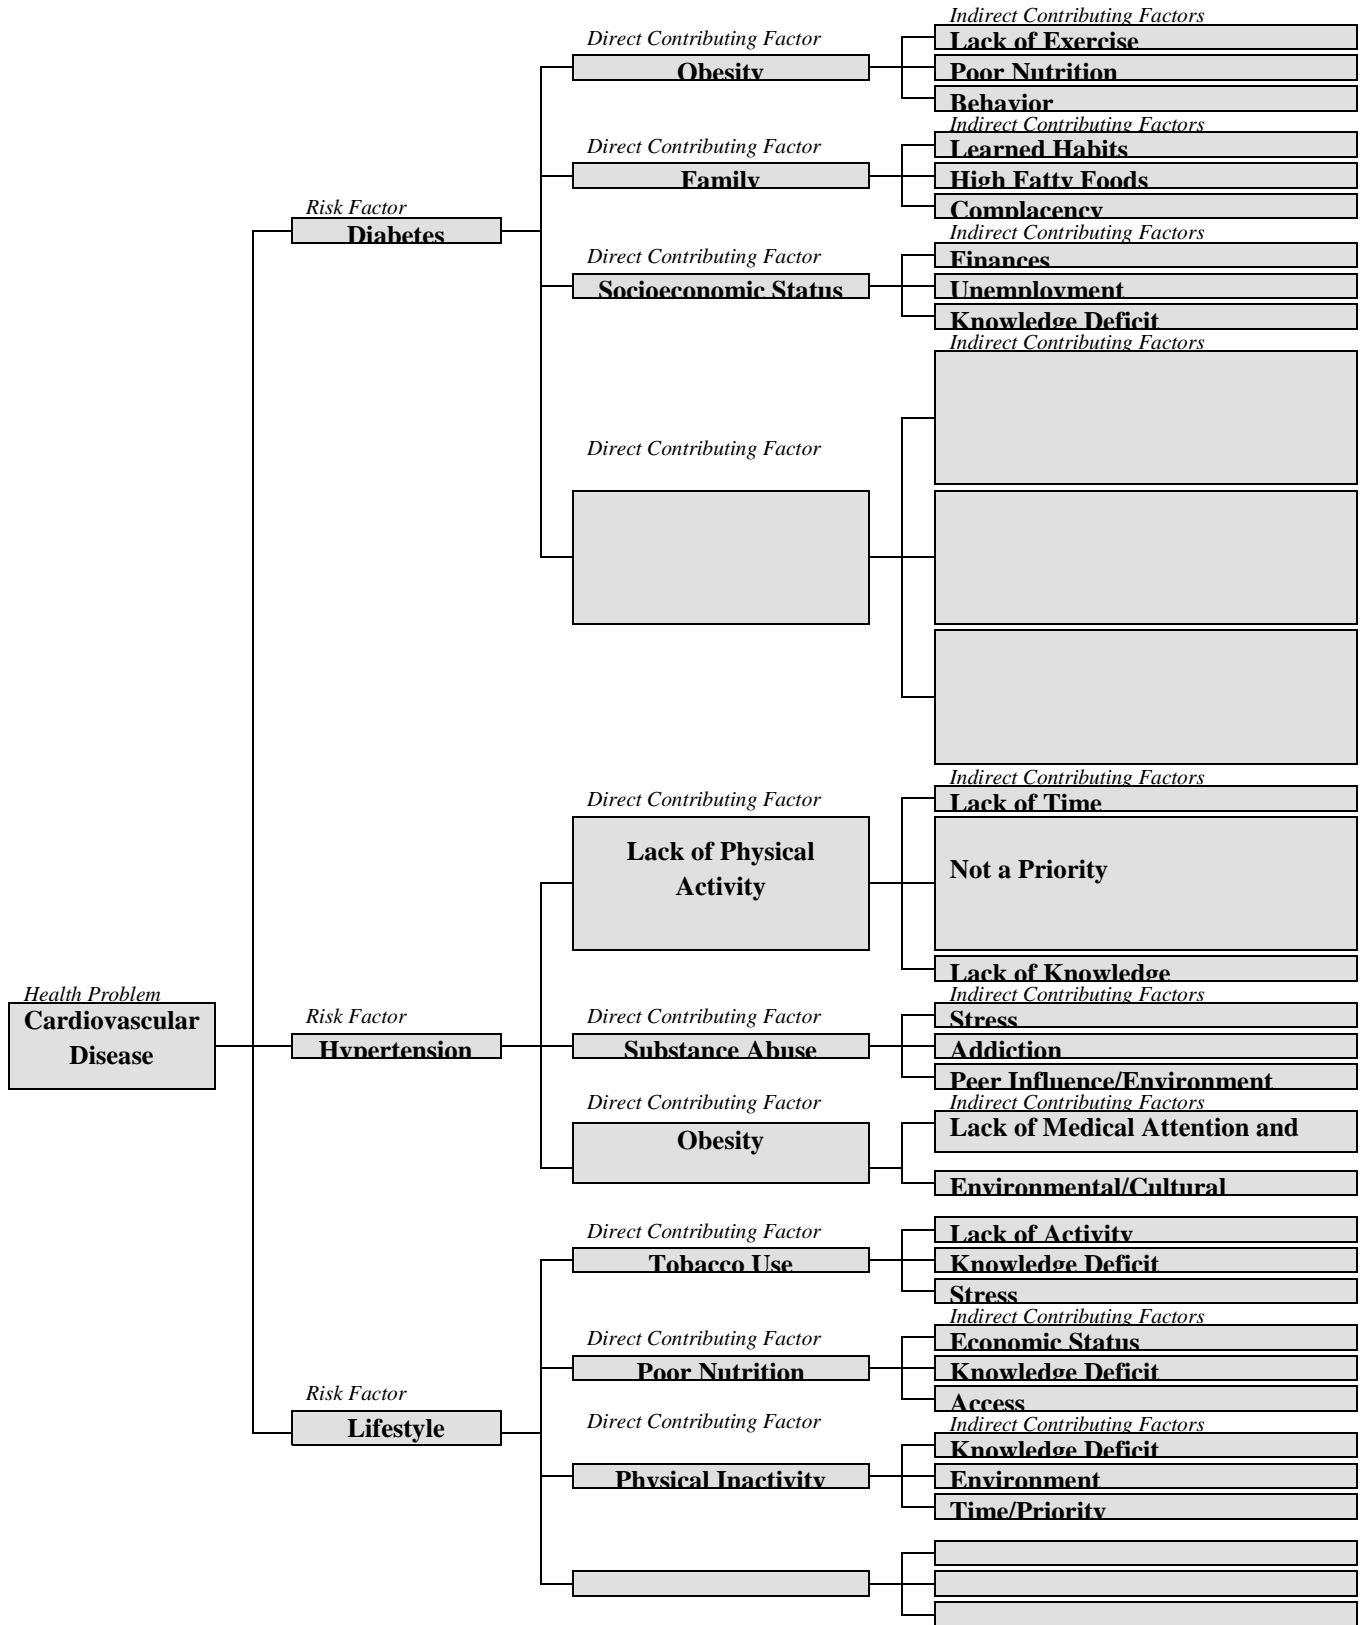 Indirect Contributing Factors
Direct Contributing Factor
Lack of Exercise
Obesity
Poor Nutrition
Behavior
Indirect Contributing Factors
Direct Contributing Factor
Learned Habits
Family
High Fatty Foods
Complacency
Risk Factor
Diabetes
Indirect Contributing Factors
Direct Contributing Factor
Finances
Socioeconomic Status
Unemployment
Knowledge Deficit
Indirect Contributing Factors
Direct Contributing Factor
Indirect Contributing Factors
Direct Contributing Factor
Lack of Time
Lack of Physical
Activity
Not a Priority
Lack of Knowledge
Health Problem
Cardiovascular
Disease
Risk Factor
Hypertension
Indirect Contributing Factors
Direct Contributing Factor
Stress
Substance Abuse
Addiction
Peer Influence/Environment
Direct Contributing Factor
Indirect Contributing Factors
Obesity
Lack of Medical Attention and
Environmental/Cultural
Direct Contributing Factor
Lack of Activity
Tobacco Use
Knowledge Deficit
Stress
Indirect Contributing Factors
Direct Contributing Factor
Economic Status
Poor Nutrition
Knowledge Deficit
Access
Risk Factor
Lifestyle
Direct Contributing Factor
Indirect Contributing Factors
Knowledge Deficit
Physical Inactivity
Environment
Time/Priority